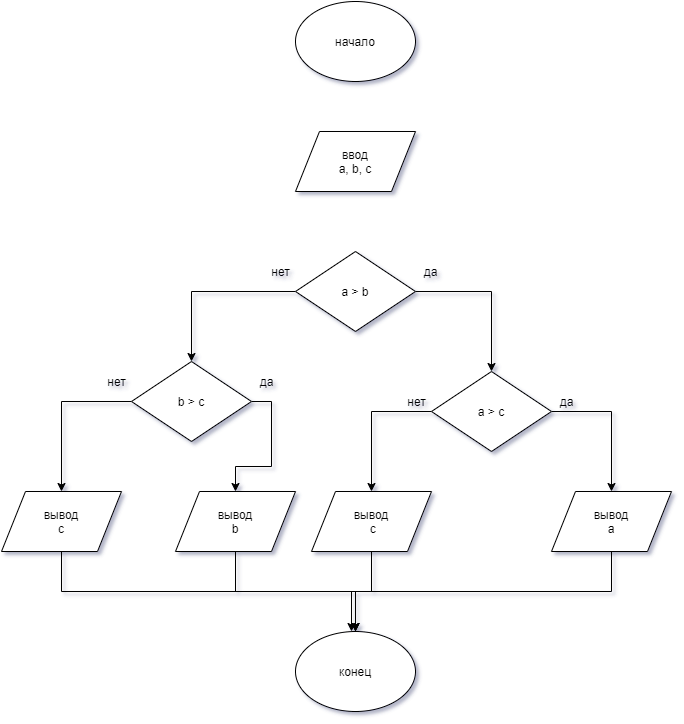 начало
ввод
a, b, c
нет
да
a > b
нет
да
b > c
нет
да
a > c
вывод
c
вывод
b
вывод
c
вывод
a
конец